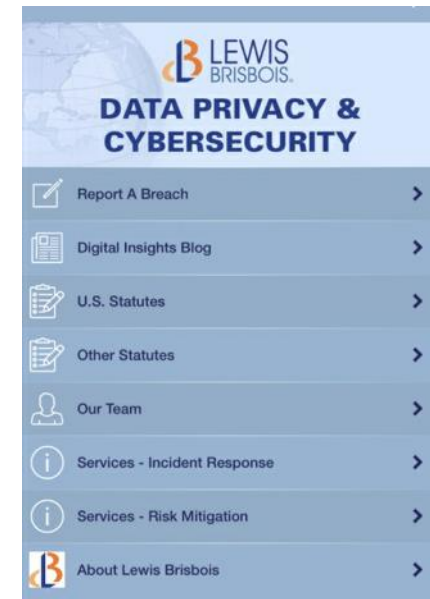 LEWIS
BRISBOIS.
DATA PRIVACY &
CYBERSECURITY
Report A Breach
Digital Insights Blog
U.S. Statutes
Other Statutes
Our Team
Services - Incident Response
Services - Risk Mitigation
About Lewis Brisbois